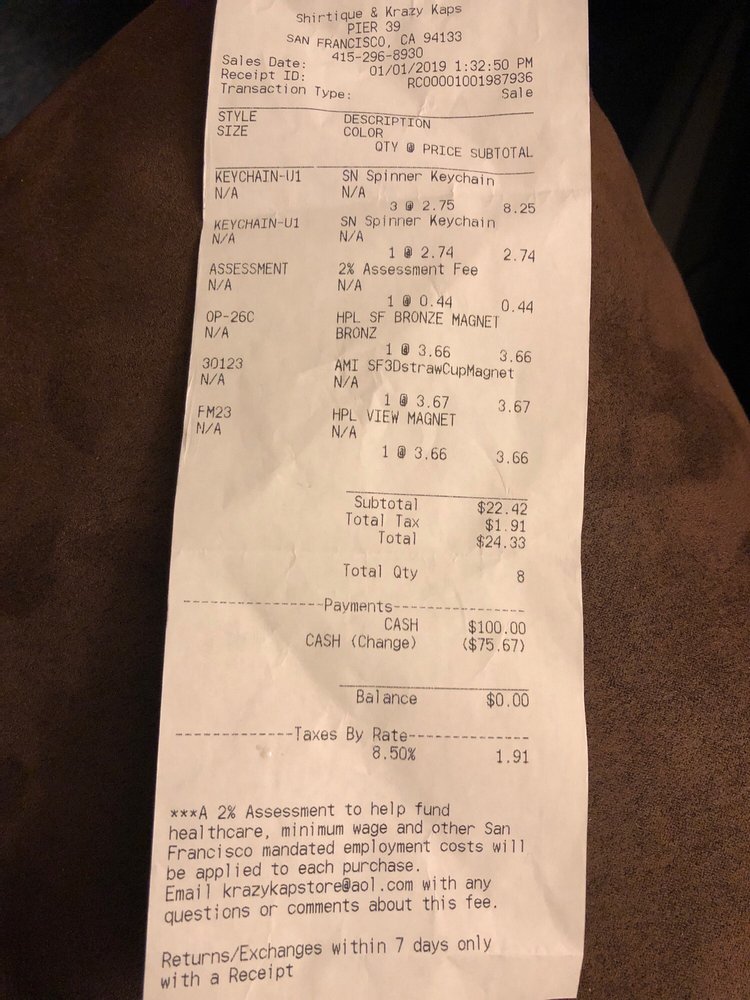 Shirtique & Krazy Kaps
PIER 39
SAN FRANCISCO, CA 94133
415-296-8930
Sales Date: 01/01/2019 1:32:50 PM
Receipt ID: RC00001001987936
Transaction Type: Sale
STYLE DESCRIPTION
SIZE COLOR
QTY @ PRICE SUBTOTAL
KEYCHAIN-U1 SN Spinner Keychain
N/A N/A
3 @ 2.75 8.25
KEYCHAIN-U1 SN Spinner Keychain
N/A N/A
1 @ 2.74 2.74
ASSESSMENT 2% Assessment Fee
N/A N/A
1 @ 0.44 0.44
OP-26C HPL SF BRONZE MAGNET
N/A BRONZ
1 @ 3.66 3.66
30123 AMI SF3DstrawCupMagnet
N/A N/A
1 @ 3.67 3.67
FM23 HPL VIEW MAGNET
N/A N/A
1 @ 3.66 3.66
Subtotal $22.42
Total Tax $1.91
Total $24.33
Total Qty 8
---------------Payments---------------
CASH $100.00
CASH (Change) ($75.67)
Balance $0.00
-------------Taxes By Rate-------------
8.50% 1.91
***A 2% Assessment to help fund
healthcare, minimum wage and other San
Francisco mandated employment costs will
be applied to each purchase.
Email krazykapstore@aol.com with any
questions or comments about this fee.
Returns/Exchanges within 7 days only
with a Receipt